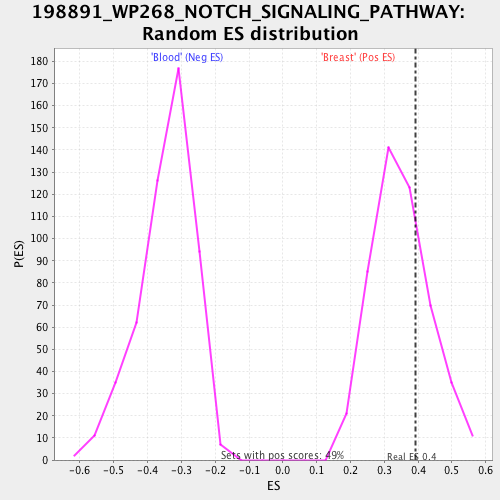 198891_WP268_NOTCH_SIGNALING_PATHWAY:
Random ES distribution
'Blood' (Neg ES)
'Breast' (Pos ES)
180
170
160
150
140
130
120
110
100
90
80
70
60
50
40
30
20
10
0
P(ES)
Sets with pos scores: 49%
Real ES 0.4
-0.6 -0.5 -0.4 -0.3 -0.2 -0.1 0.0 0.1 0.2 0.3 0.4 0.5 0.6
ES